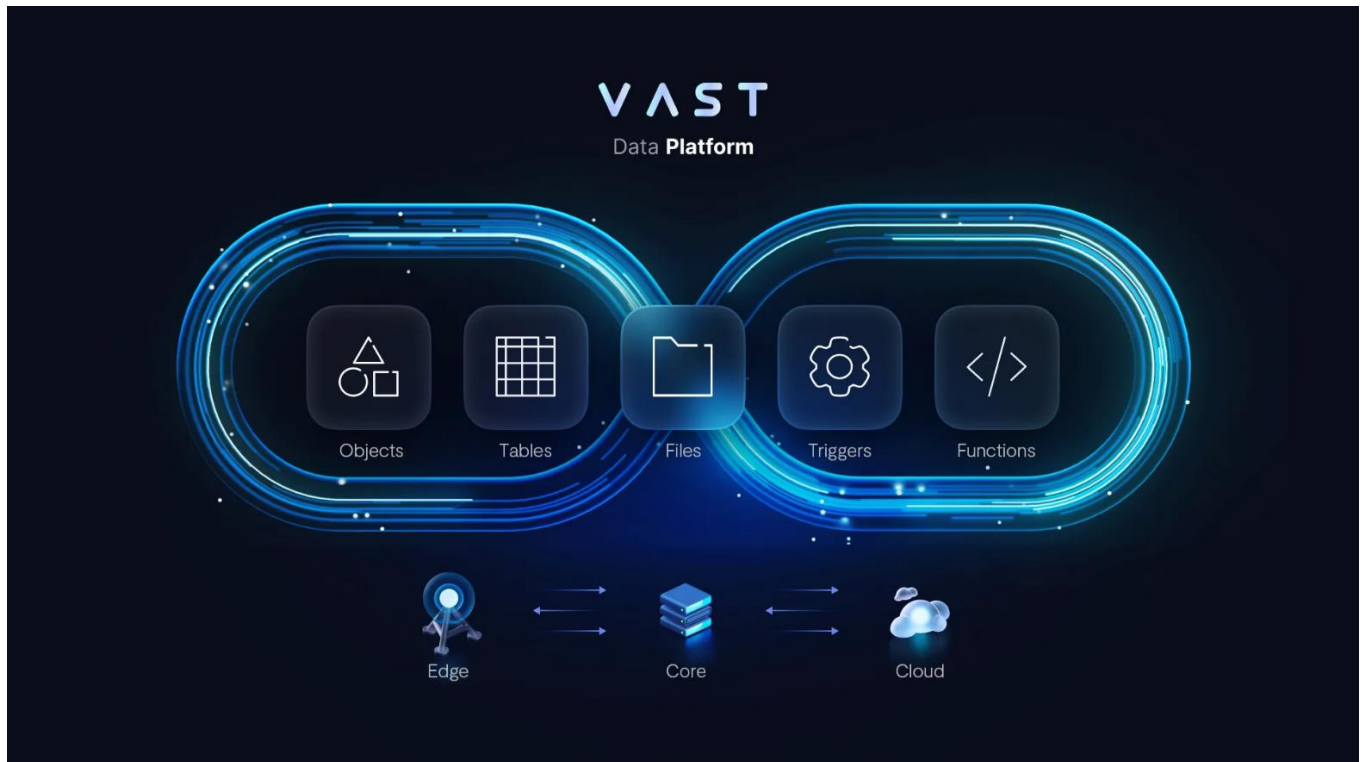 VAST
Data Platform
Objects
Tables
Files
Triggers
Functions
Edge
Core
Cloud